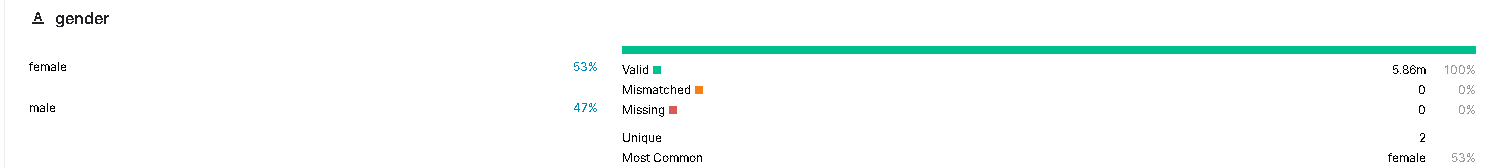 A gender
female 53%
male 47%
Valid 5.86m 100%
Mismatched 0 0%
Missing 0 0%
Unique 2
Most Common female 53%